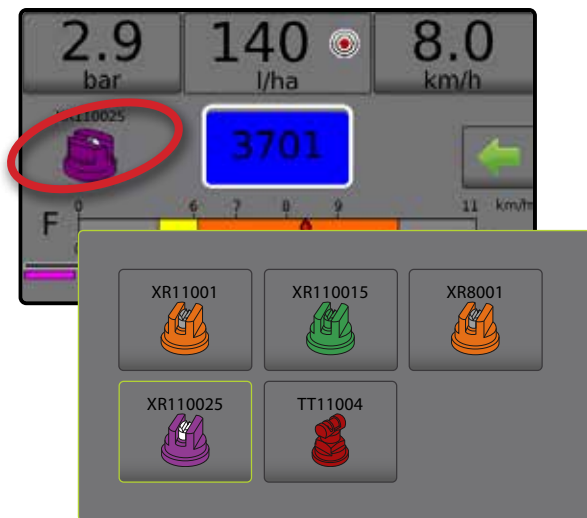 2.9 140 8.0
bar l/ha km/h
XR110025
3701
0 6 7 8 9 11 km/h
F
XR11001 XR110015 XR8001
XR110025 TT11004